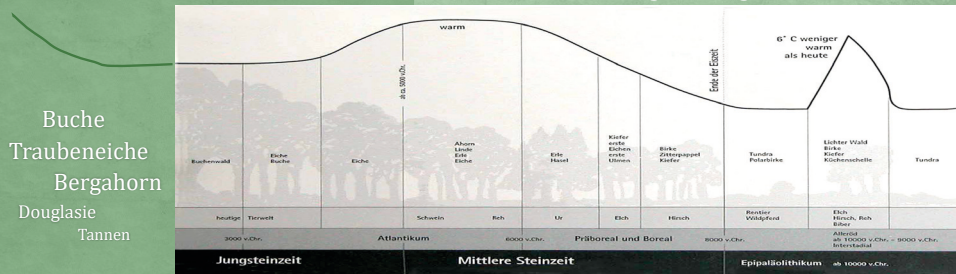 Buche
Traubeneiche
Bergahorn
Douglasie
Tannen
warm
6° C weniger
warm
als heute
ab ca. 5000 v.Chr.
Ende der Eiszeit
Buchenwald
Eiche
Buche
Eiche
Ahorn
Linde
Ede
Eiche
Erle
Hasel
Kiefer
erste
Eichen
erste
Ulmen
Birke
Zitterpappel
Kiefer
Tundra
Polarbirke
Lichter Wald
Birke
Kiefer
Küchenschelle
Tundra
heutige Tierwelt
Schwein
Reh
Ur
Elch
Hirsch
Rentier
Wildpferd
Elch
Hirsch, Reh
Biber
3000 v.Chr.
Atlantikum
6000 v.Chr.
Präboreal und Boreal
8000 v.Chr.
Alleröd
ab 10000 v.Chr. - 9000 v.Chr.
Interstadial
Jungsteinzeit
Mittlere Steinzeit
Epipaläolithikum ab 10000 v.Chr.